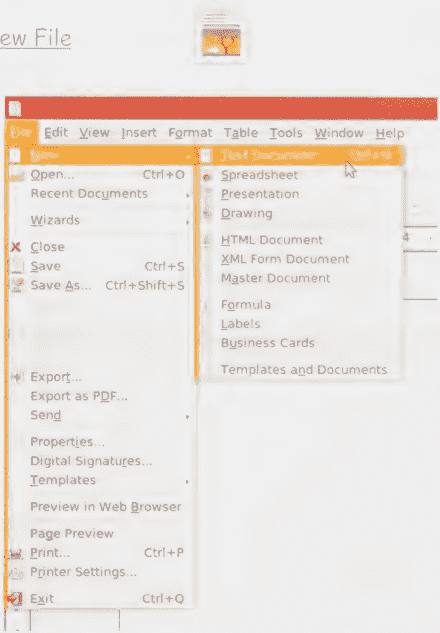 ew File
File Edit View Insert Format Table Tools Window Help
New
Text Document Ctrl+N
Open... Ctrl+O
Recent Documents
Wizards
Close
Save Ctrl+S
Save As... Ctrl+Shift+S
Export...
Export as PDF...
Send
Properties...
Digital Signatures...
Templates
Preview in Web Browser
Page Preview
Print... Ctrl+P
Printer Settings...
Exit Ctrl+Q
Spreadsheet
Presentation
Drawing
HTML Document
XML Form Document
Master Document
Formula
Labels
Business Cards
Templates and Documents
4